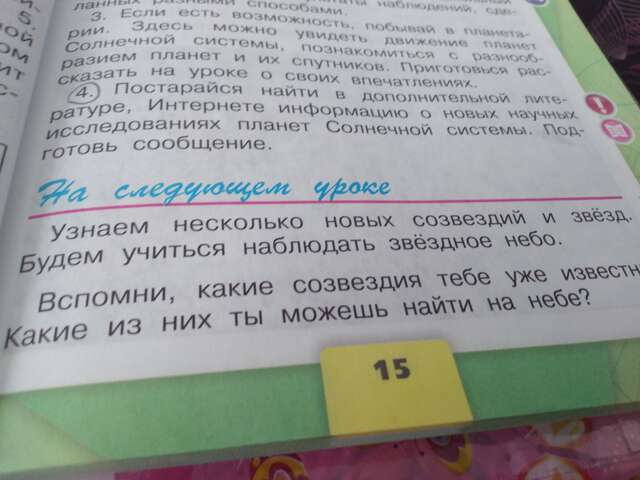 ланных разными способами.
3. Если есть возможность, побывай в планета-
рии. Здесь можно увидеть движение планет
Солнечной системы, познакомиться с разнооб-
разием планет и их спутников. Приготовься рас-
сказать на уроке о своих впечатлениях.
4. Постарайся найти в дополнительной лите-
ратуре, Интернете информацию о новых научных
исследованиях планет Солнечной системы. Под-
готовь сообщение.
На следующем уроке
Узнаем несколько новых созвездий и звёзд.
Будем учиться наблюдать звёздное небо.
Вспомни, какие созвездия тебе уже известн
Какие из них ты можешь найти на небе?
15